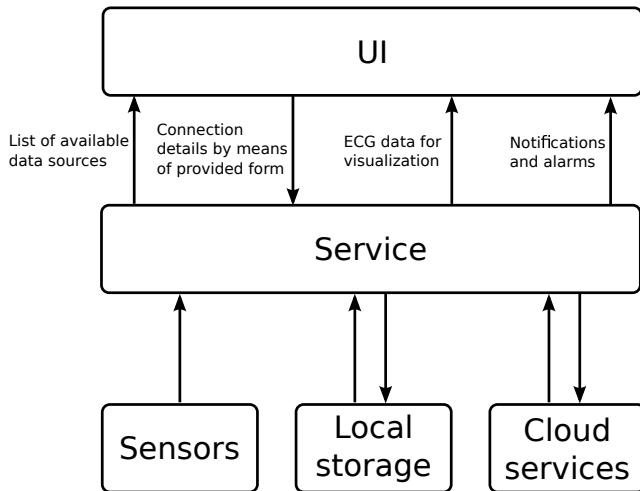 UI
List of available
data sources
Connection
details by means
of provided form
ECG data for
visualization
Notifications
and alarms
Service
Sensors
Local
storage
Cloud
services